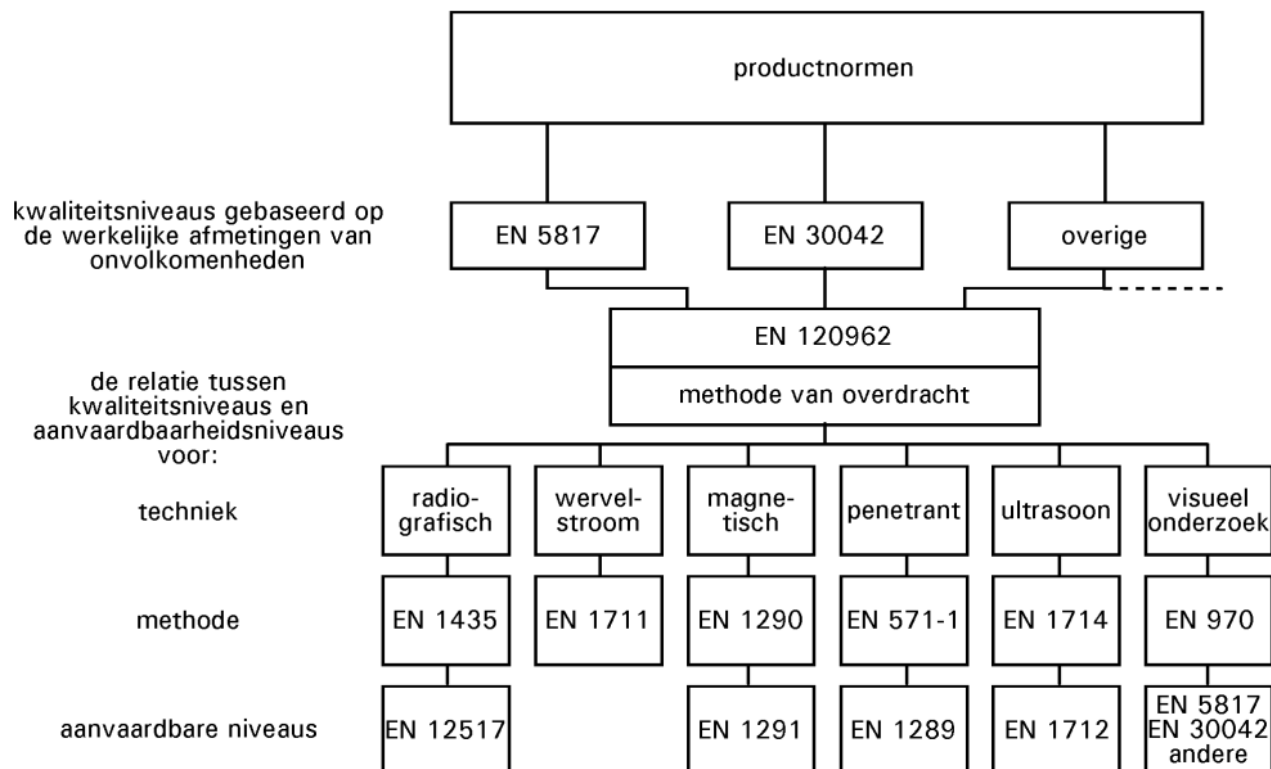 productnormen
kwaliteitsniveaus gebaseerd op
de werkelijke afmetingen van
onvolkomenheden
EN 5817
EN 30042
overige
EN 120962
methode van overdracht
de relatie tussen
kwaliteitsniveaus en
aanvaardbaarheidsniveaus
voor:
techniek
radio-
grafisch
wervel-
stroom
magne-
tisch
penetrant
ultrasoon
visueel
onderzoek
methode
EN 1435
EN 1711
EN 1290
EN 571-1
EN 1714
EN 970
aanvaardbare niveaus
EN 12517
EN 1291
EN 1289
EN 1712
EN 5817
EN 30042
andere